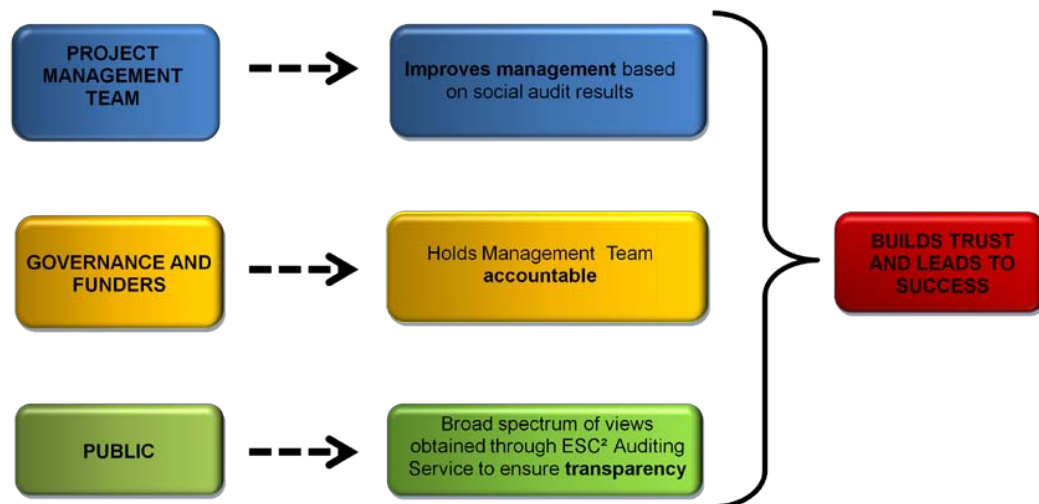 PROJECT
MANAGEMENT
TEAM
Improves management based
on social audit results
GOVERNANCE AND
FUNDERS
Holds Management Team
accountable
BUILDS TRUST
AND LEADS TO
SUCCESS
PUBLIC
Broad spectrum of views
obtained through ESC² Auditing
Service to ensure transparency